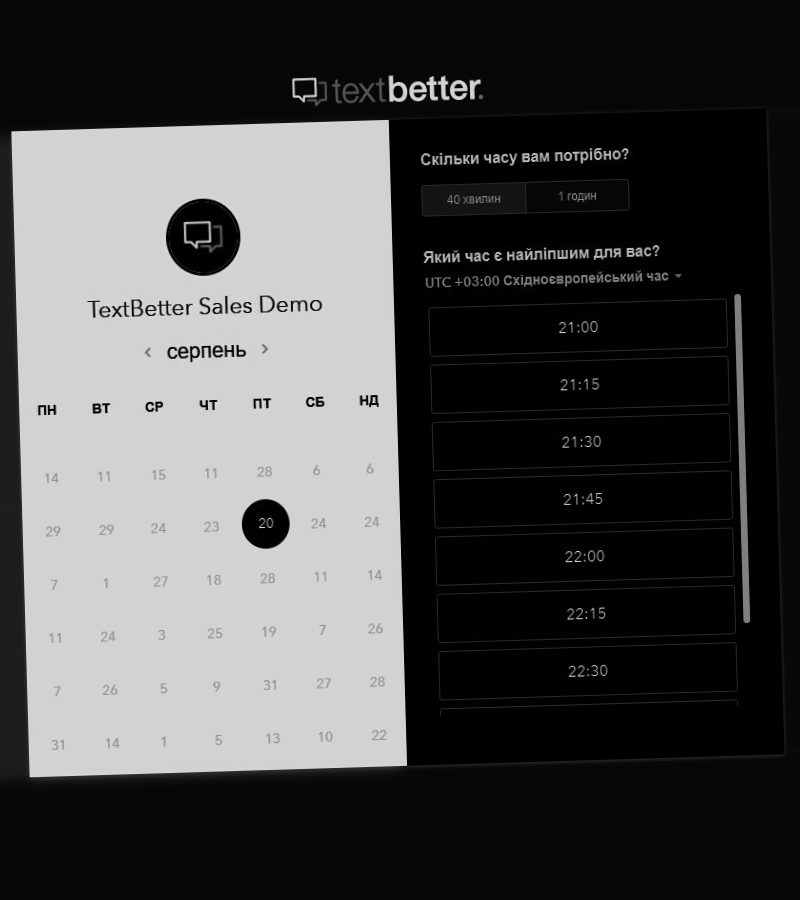 textbetter.
TextBetter Sales Demo
серпень
ПН ВТ СР ЧТ ПТ СБ НД
14 11 15 11 28 6 6
29 29 24 23 20 24 24
7 1 27 18 28 11 14
11 24 3 25 19 7 26
7 26 5 9 31 27 28
31 14 1 5 13 10 22
Скільки часу вам потрібно?
40 хвилин 1 годин
Який час є найліпшим для вас?
UTC +03:00 Східноєвропейський час
21:00
21:15
21:30
21:45
22:00
22:15
22:30